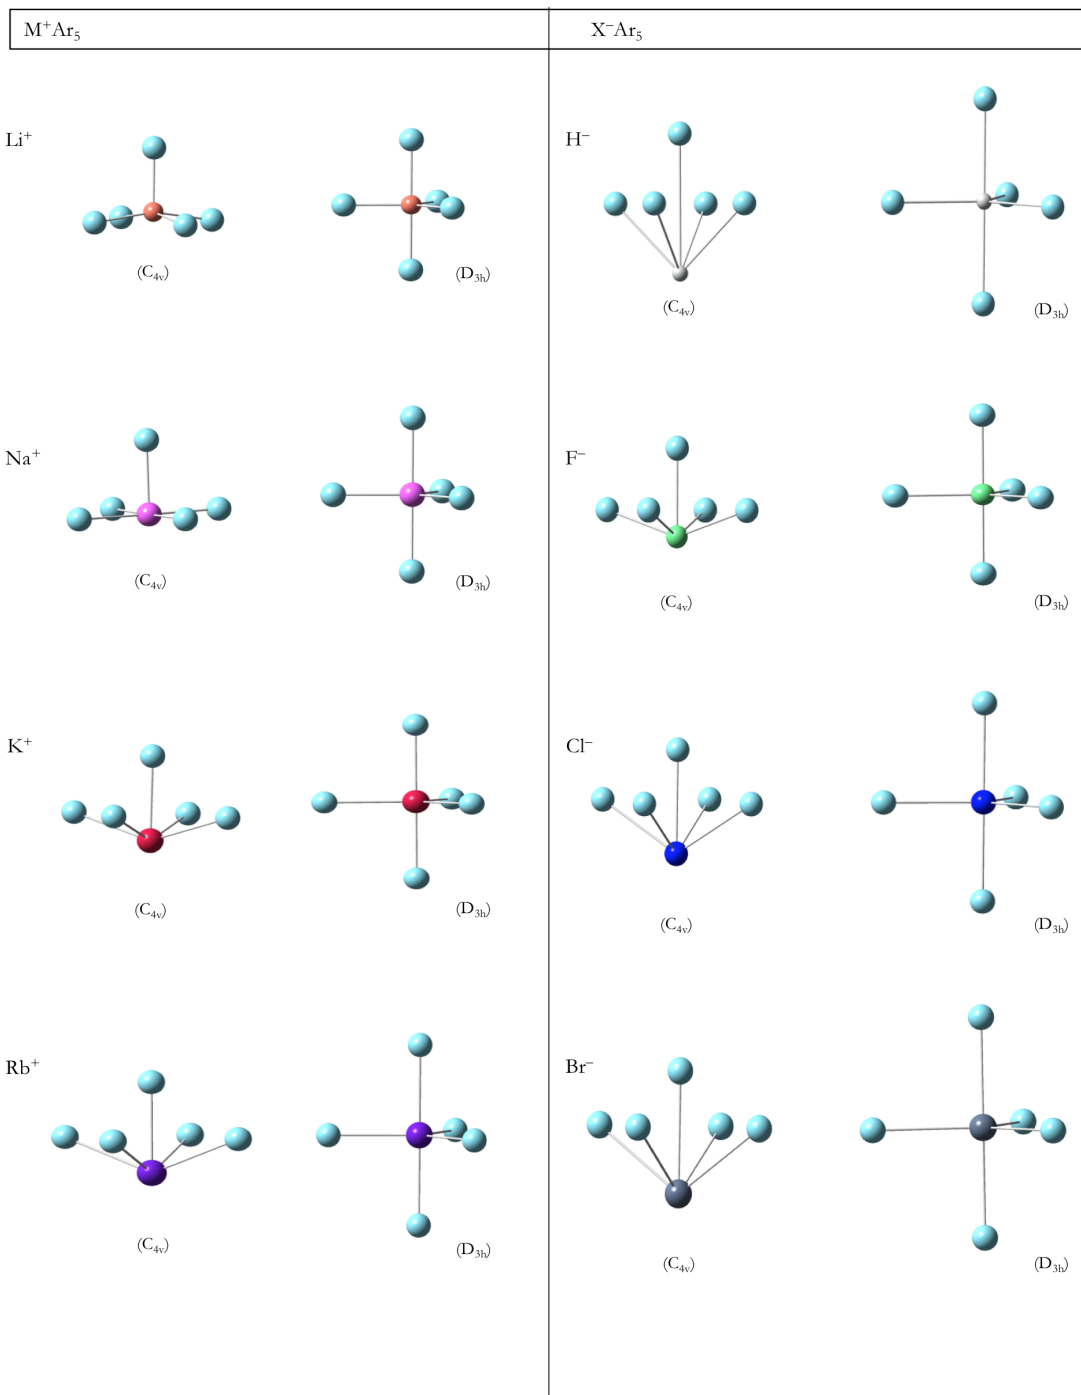 M⁺Ar₅ X⁻Ar₅
Li⁺ H⁻
(C₄ᵥ) (D₃ₕ) (C₄ᵥ) (D₃ₕ)
Na⁺ F⁻
(C₄ᵥ) (D₃ₕ) (C₄ᵥ) (D₃ₕ)
K⁺ Cl⁻
(C₄ᵥ) (D₃ₕ) (C₄ᵥ) (D₃ₕ)
Rb⁺ Br⁻
(C₄ᵥ) (D₃ₕ) (C₄ᵥ) (D₃ₕ)